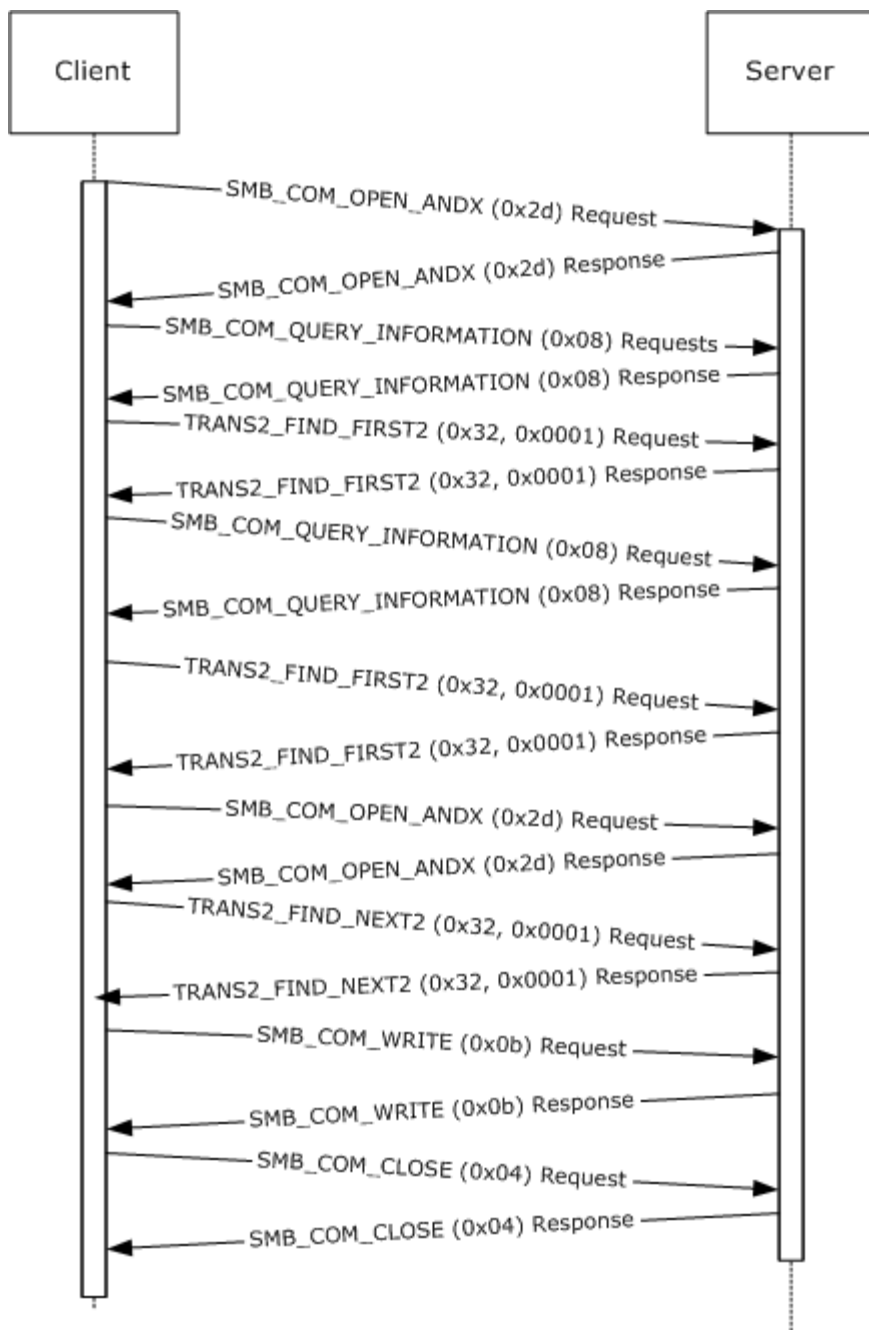 Client
Server
SMB_COM_OPEN_ANDX (0x2d) Request
SMB_COM_OPEN_ANDX (0x2d) Response
SMB_COM_QUERY_INFORMATION (0x08) Requests
SMB_COM_QUERY_INFORMATION (0x08) Response
TRANS2_FIND_FIRST2 (0x32, 0x0001) Request
TRANS2_FIND_FIRST2 (0x32, 0x0001) Response
SMB_COM_QUERY_INFORMATION (0x08) Request
SMB_COM_QUERY_INFORMATION (0x08) Response
TRANS2_FIND_FIRST2 (0x32, 0x0001) Request
TRANS2_FIND_FIRST2 (0x32, 0x0001) Response
SMB_COM_OPEN_ANDX (0x2d) Request
SMB_COM_OPEN_ANDX (0x2d) Response
TRANS2_FIND_NEXT2 (0x32, 0x0001) Request
TRANS2_FIND_NEXT2 (0x32, 0x0001) Response
SMB_COM_WRITE (0x0b) Request
SMB_COM_WRITE (0x0b) Response
SMB_COM_CLOSE (0x04) Request
SMB_COM_CLOSE (0x04) Response